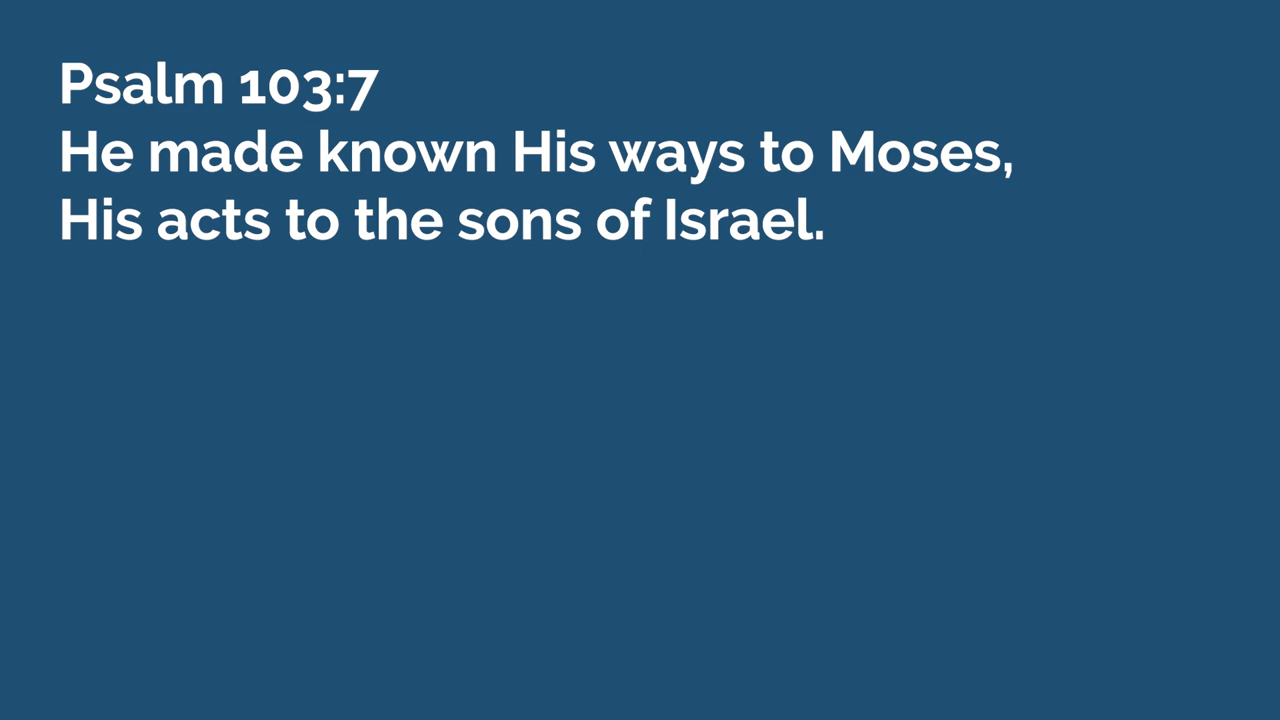 Psalm 103:7
He made known His ways to Moses,
His acts to the sons of Israel.